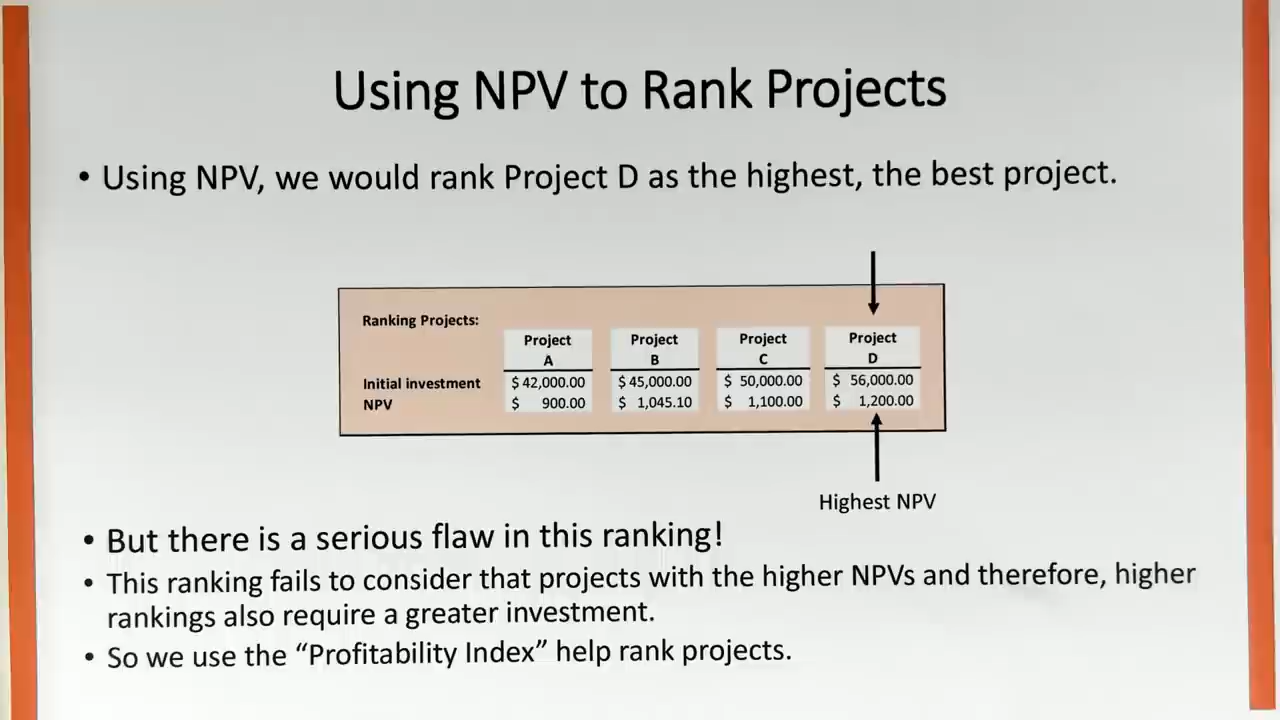 Using NPV to Rank Projects
• Using NPV, we would rank Project D as the highest, the best project.
Ranking Projects:
Project A Project B Project C Project D
Initial investment $ 42,000.00 $ 45,000.00 $ 50,000.00 $ 56,000.00
NPV $ 900.00 $ 1,045.10 $ 1,100.00 $ 1,200.00
Highest NPV
• But there is a serious flaw in this ranking!
• This ranking fails to consider that projects with the higher NPVs and therefore, higher
rankings also require a greater investment.
• So we use the “Profitability Index” help rank projects.